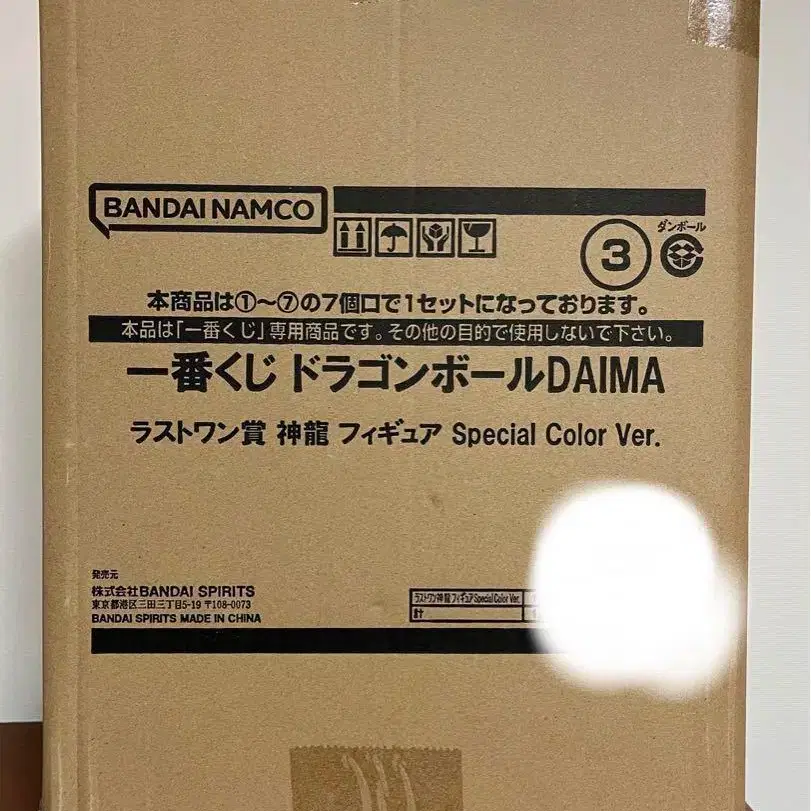 BANDAI NAMCO
ダンボール
3
本商品は①～⑦の7個口で1セットになっております。
本品は「一番くじ」専用商品です。その他の目的で使用しないで下さい。
一番くじ ドラゴンボールDAIMA
ラストワン賞 神龍 フィギュア Special Color Ver.
発売元
株式会社BANDAI SPIRITS
東京都港区三田三丁目5-19 〒108-0073
BANDAI SPIRITS MADE IN CHINA
ラストワン神龍フィギュアSpecial Color Ver.
計